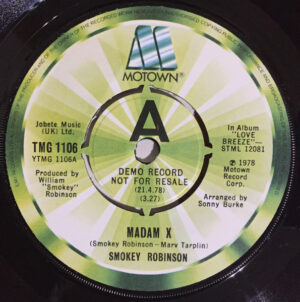 MOTOWN®
Jobete Music
(UK) Ltd.
TMG 1106
YTMG 1106A
Produced by
William
"Smokey"
Robinson
A
DEMO RECORD
NOT FOR RESALE
(21.4.78)
(3.27)
In Album
"LOVE
BREEZE"-
STML 12081
℗ 1978
Motown
Record
Corp.
Arranged by
Sonny Burke
MADAM X
(Smokey Robinson-Marv Tarplin)
SMOKEY ROBINSON